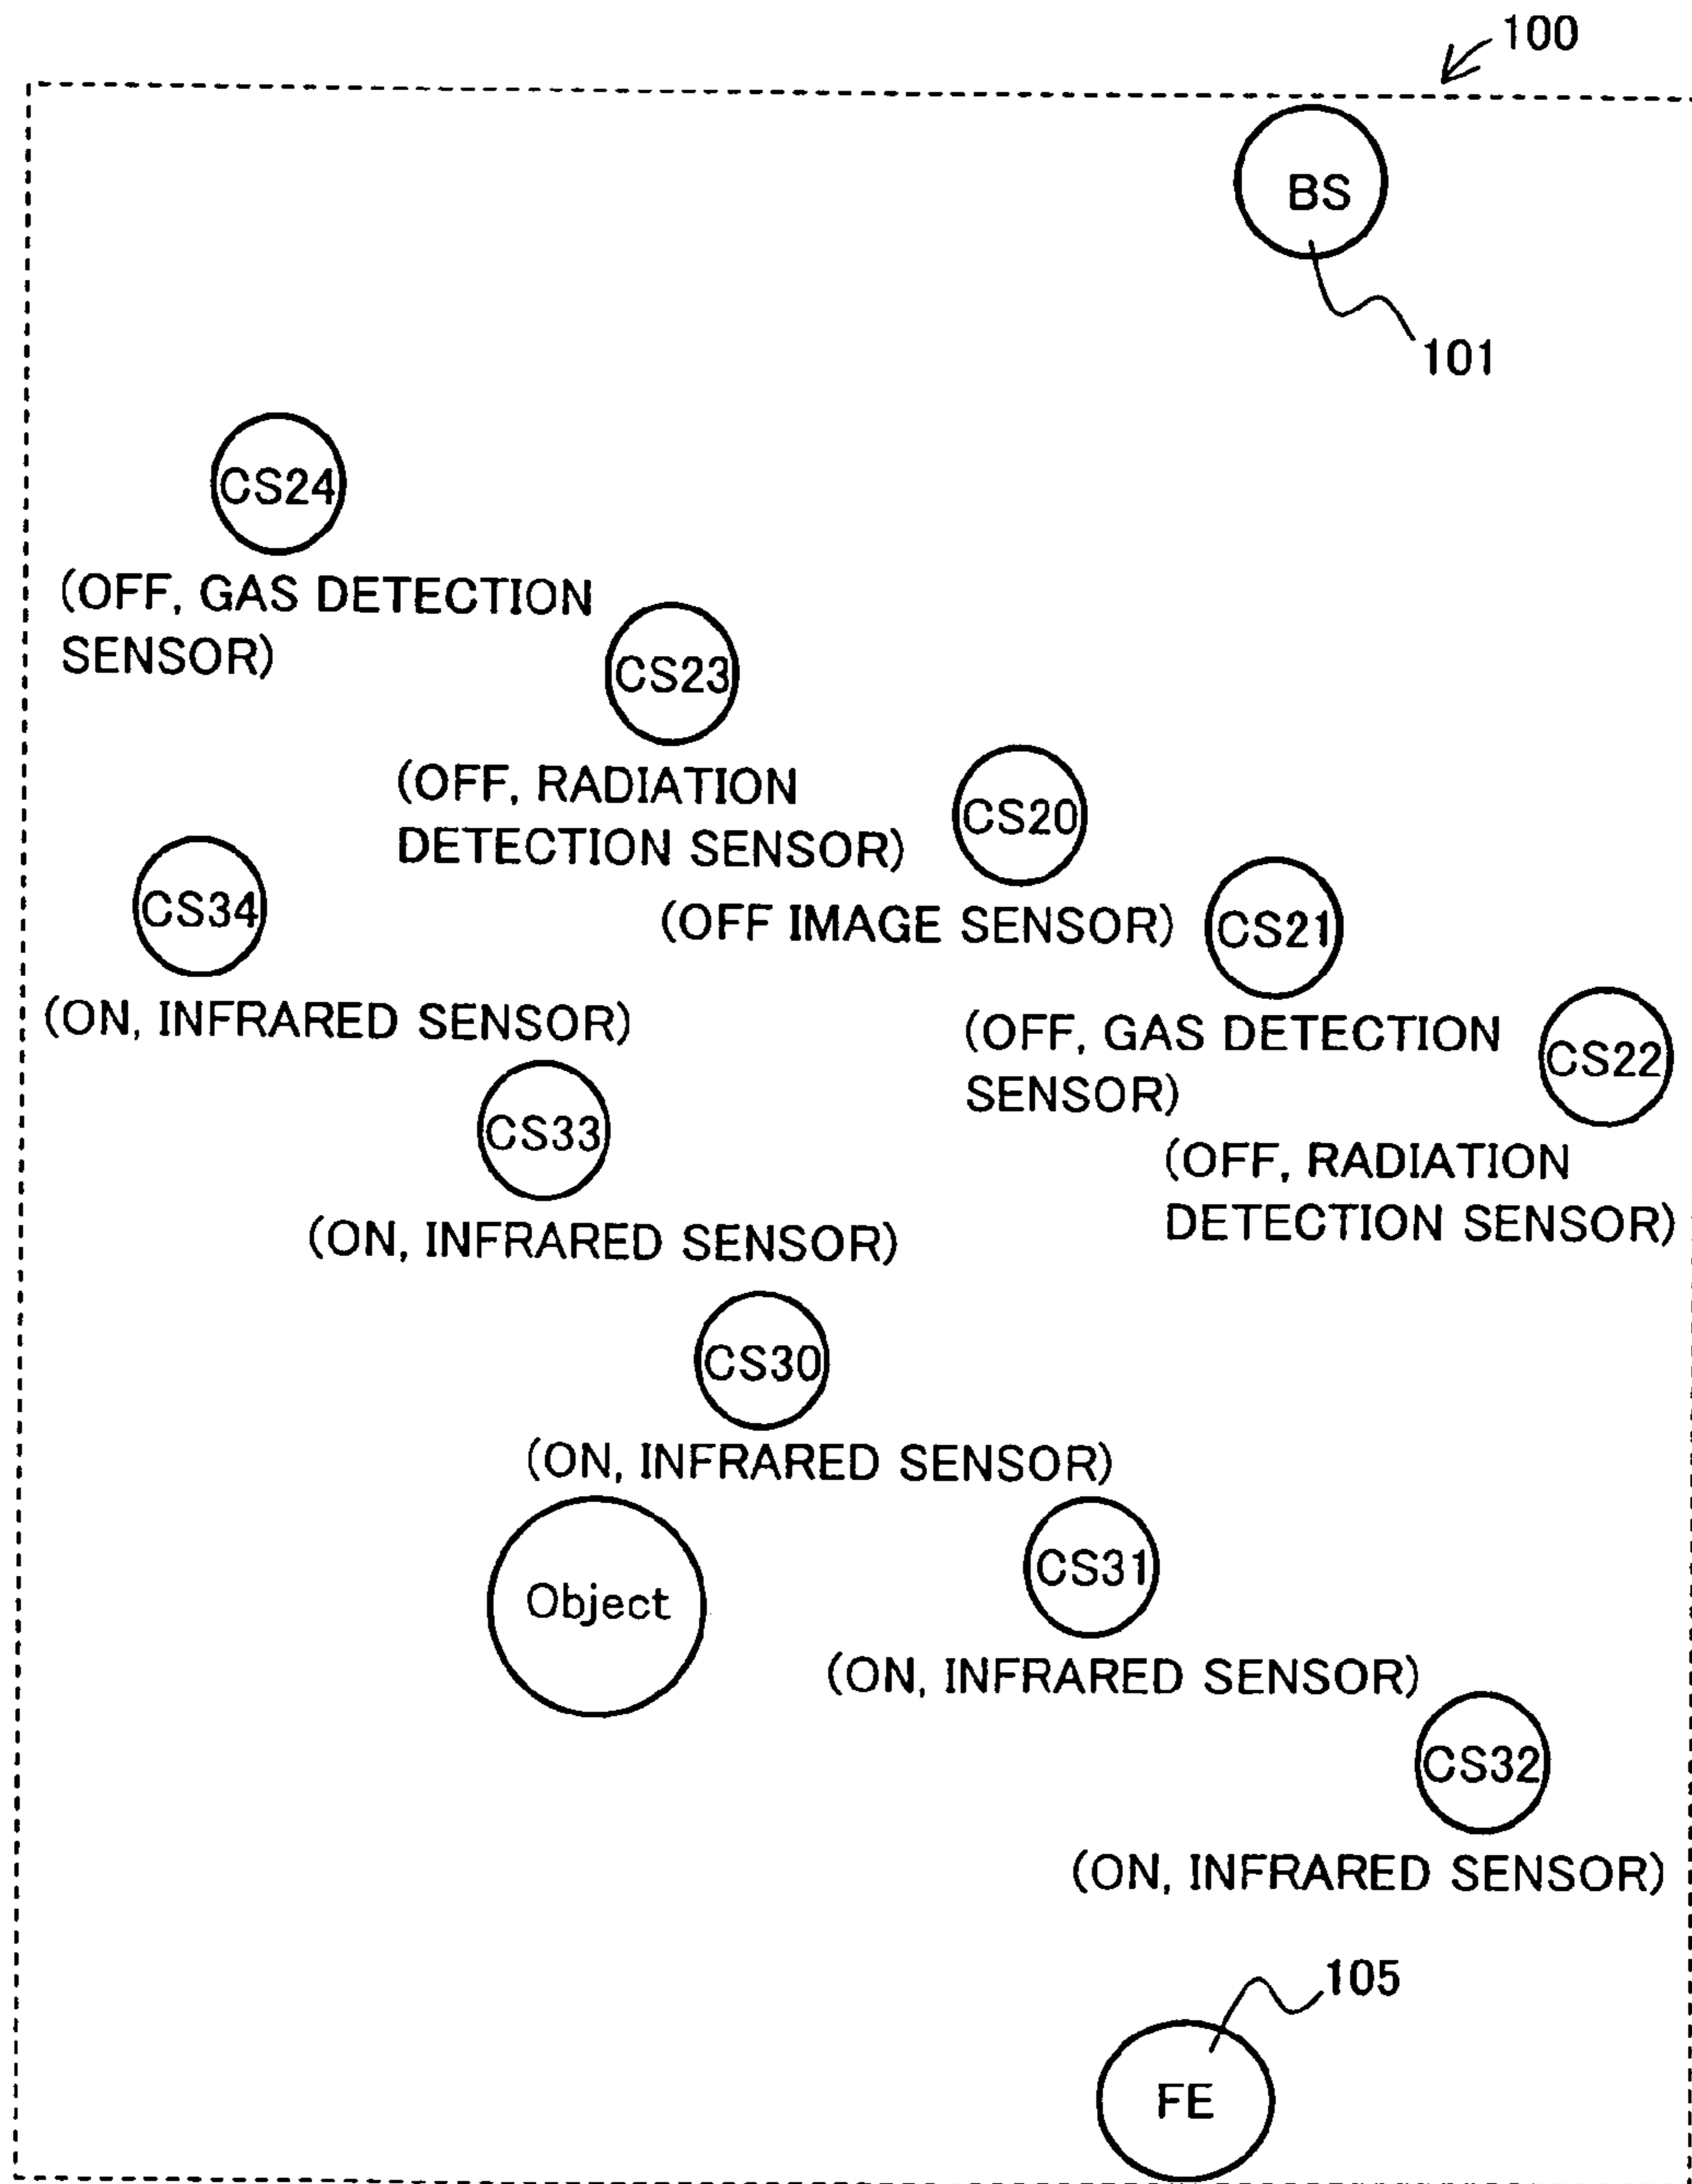 100
BS
101
CS24
(OFF, GAS DETECTION
SENSOR)
CS23
(OFF, RADIATION
DETECTION SENSOR)
CS20
(OFF IMAGE SENSOR)
CS34
(ON, INFRARED SENSOR)
CS21
(OFF, GAS DETECTION
SENSOR)
CS22
(OFF, RADIATION
DETECTION SENSOR)
CS33
(ON, INFRARED SENSOR)
CS30
(ON, INFRARED SENSOR)
Object
CS31
(ON, INFRARED SENSOR)
CS32
(ON, INFRARED SENSOR)
105
FE